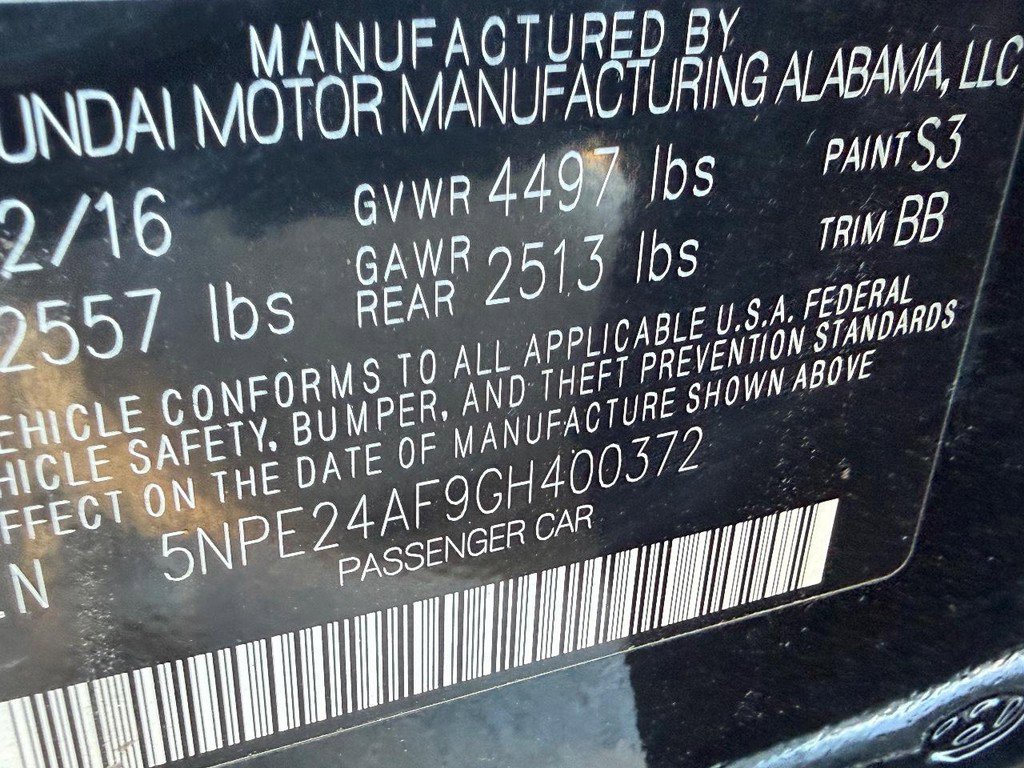 MANUFACTURED BY
UNDAI MOTOR MANUFACTURING ALABAMA, LLC
2/16 GVWR 4497 lbs PAINT S3
2557 lbs GAWR REAR 2513 lbs TRIM BB
EHICLE CONFORMS TO ALL APPLICABLE U.S.A. FEDERAL
HICLE SAFETY, BUMPER, AND THEFT PREVENTION STANDARDS
FFECT ON THE DATE OF MANUFACTURE SHOWN ABOVE
5NPE24AF9GH400372
PASSENGER CAR